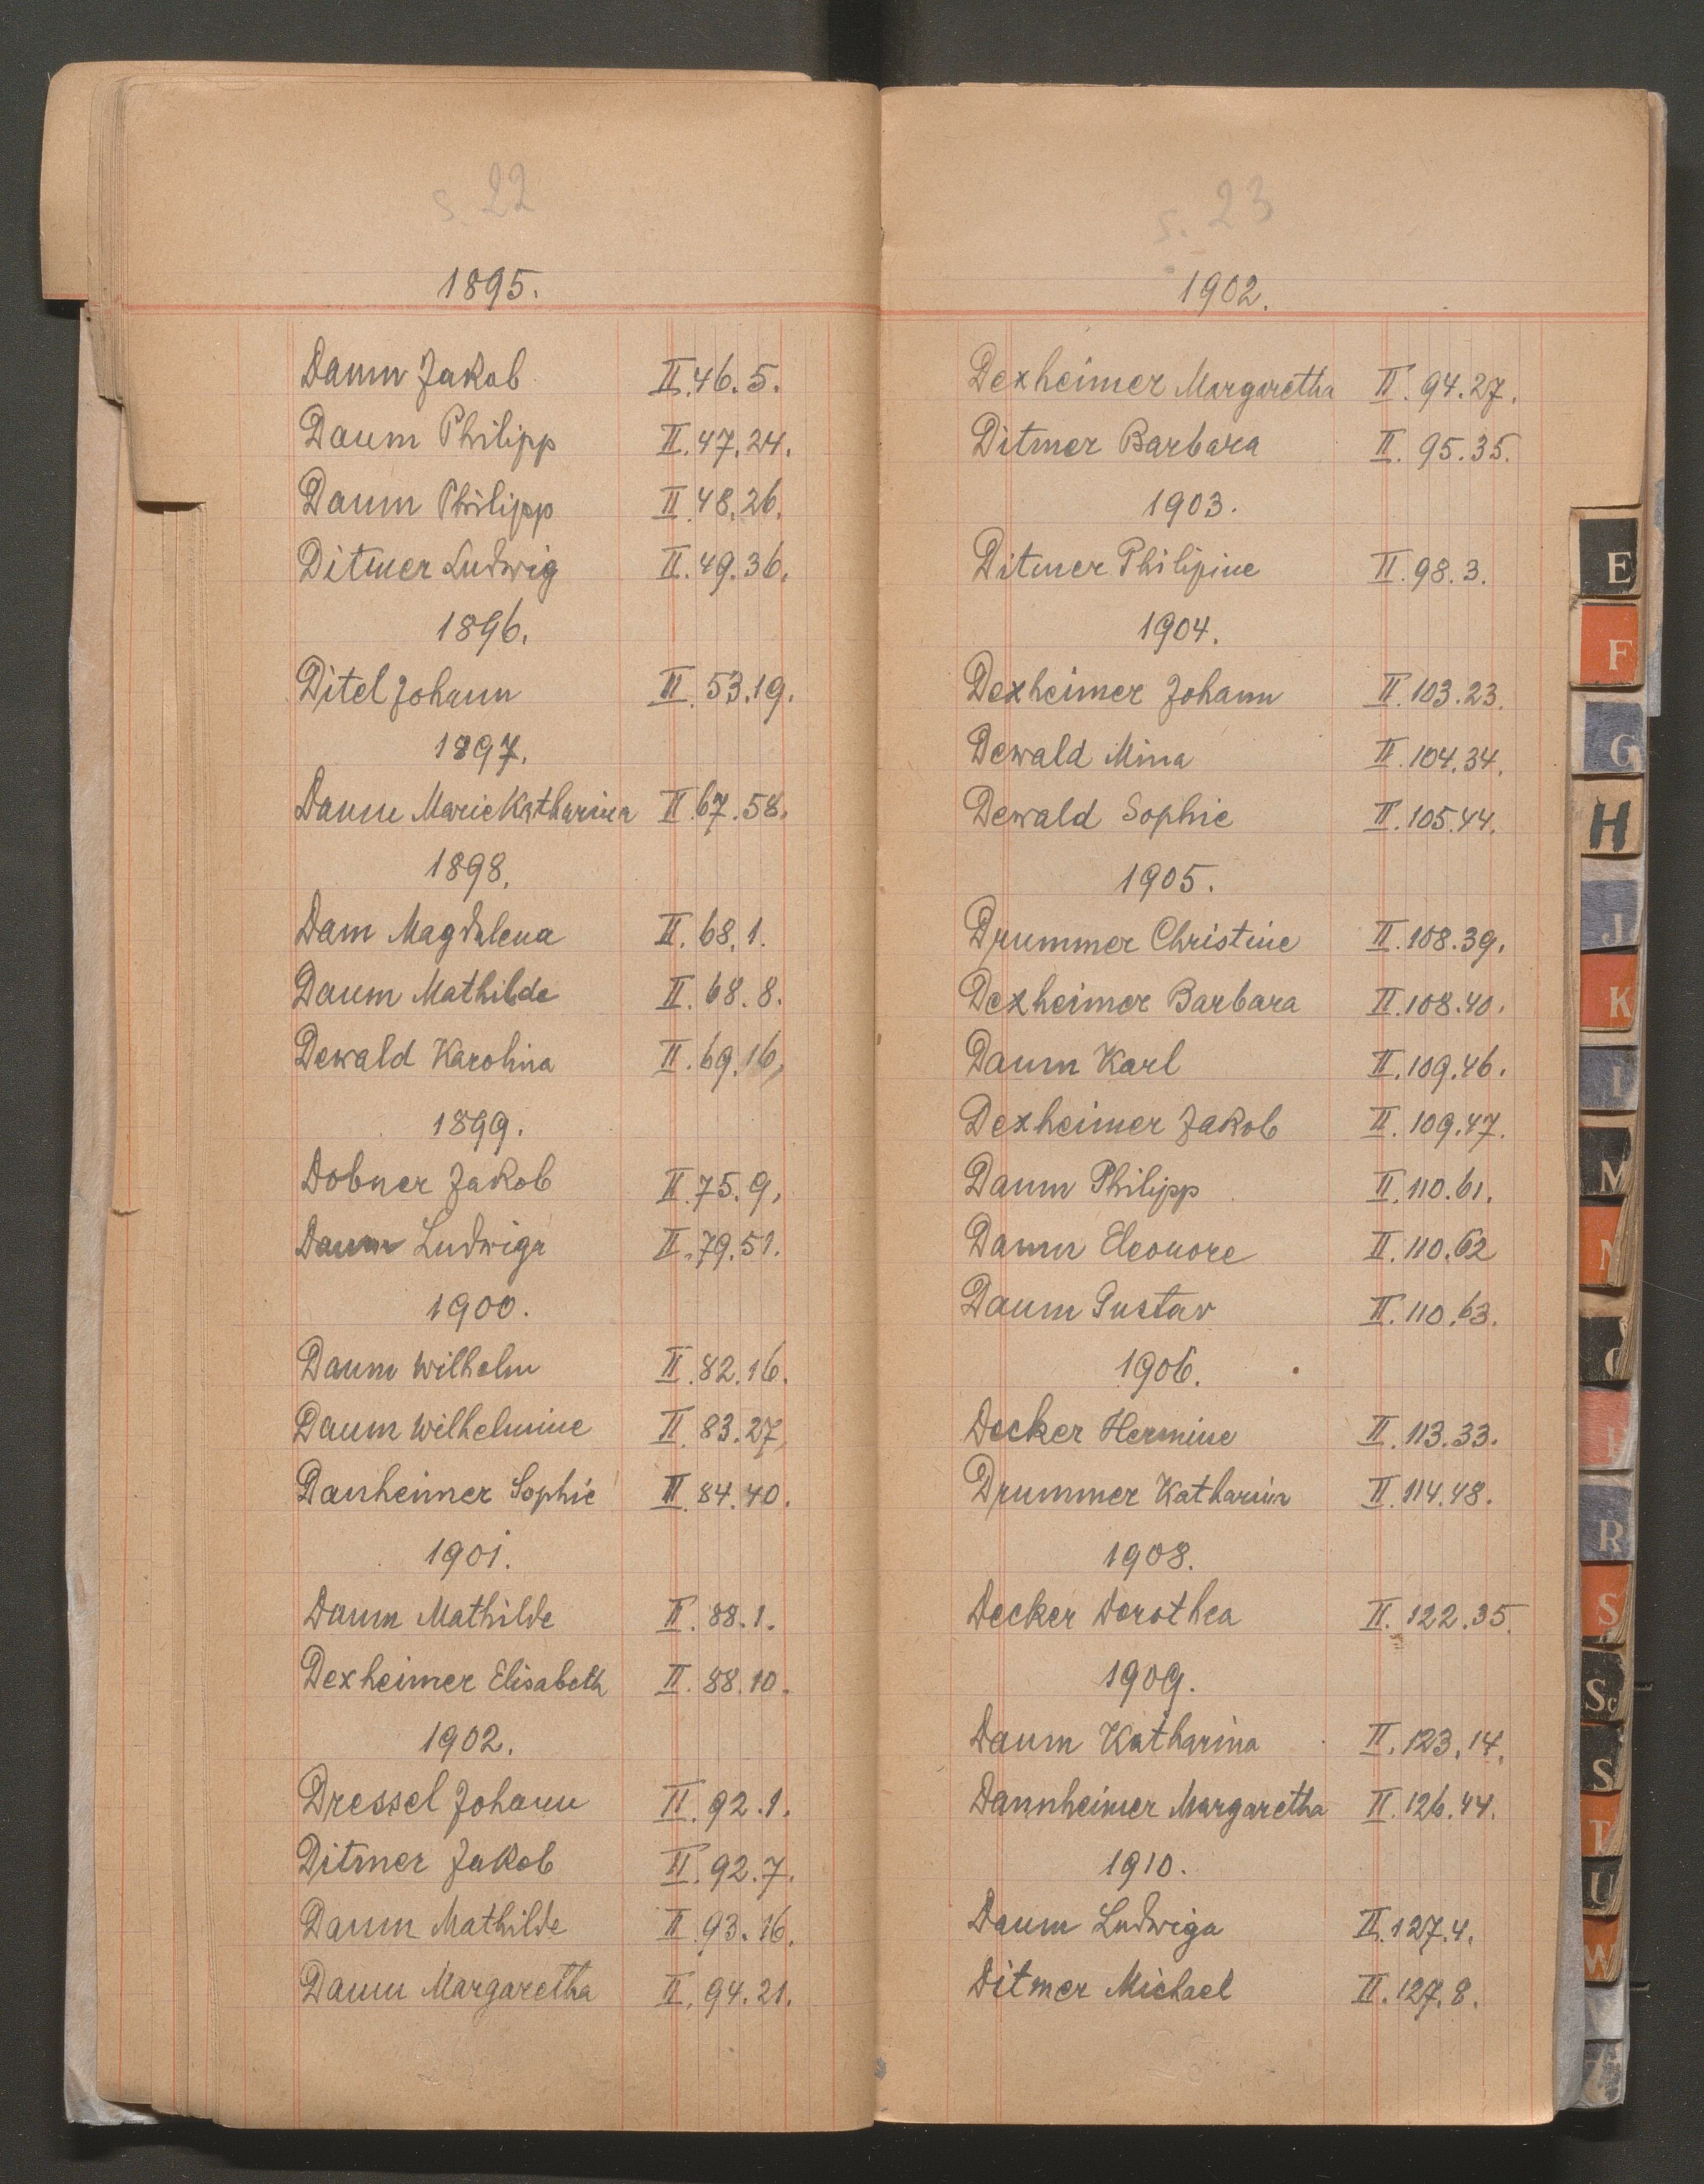 s. 22
1895.
Daum Jakob II. 46. 5.
Daum Philipp II. 47. 24.
Daum Philipp II. 48. 26.
Ditmer Ludwig II. 49. 36.
1896.
Ditel Johann II. 53. 19.
1897.
Daum Marie Katharina II. 67. 58.
1898.
Dam Magdalena II. 68. 1.
Daum Mathilde II. 68. 8.
Dewald Karolina II. 69. 16.
1899.
Dobner Jakob II. 75. 9.
Daum Ludwiga II. 79. 51.
1900.
Daum Wilhelm II. 82. 16.
Daum Wilhelmine II. 83. 27.
Danheimer Sophie II. 84. 40.
1901.
Daum Mathilde II. 88. 1.
Dexheimer Elisabeth II. 88. 10.
1902.
Dressel Johann II. 92. 1.
Ditmer Jakob II. 92. 7.
Daum Mathilde II. 93. 16.
Daum Margaretha II. 94. 21.
s. 23
1902.
Dexheimer Margaretha II. 94. 27.
Ditmer Barbara II. 95. 35.
1903.
Ditmer Philipine II. 98. 3.
1904.
Dexheimer Johann II. 103. 23.
Dewald Mina II. 104. 34.
Dewald Sophie II. 105. 44.
1905.
Drummer Christine II. 108. 39.
Dexheimer Barbara II. 108. 40.
Daum Karl II. 109. 46.
Dexheimer Jakob II. 109. 47.
Daum Philipp II. 110. 61.
Daum Eleonore II. 110. 62
Daum Gustav II. 110. 63.
1906.
Decker Hermine II. 113. 33.
Drummer Katharina II. 114. 48.
1908.
Decker Dorothea II. 122. 35.
1909.
Daum Katharina II. 123. 14.
Dannheimer Margaretha II. 126. 44.
1910.
Daum Ludwiga II. 127. 4.
Ditmer Michael II. 127. 8.
E
F
G
H
J
K
L
M
N
R
S
Sc
S
T
U
W